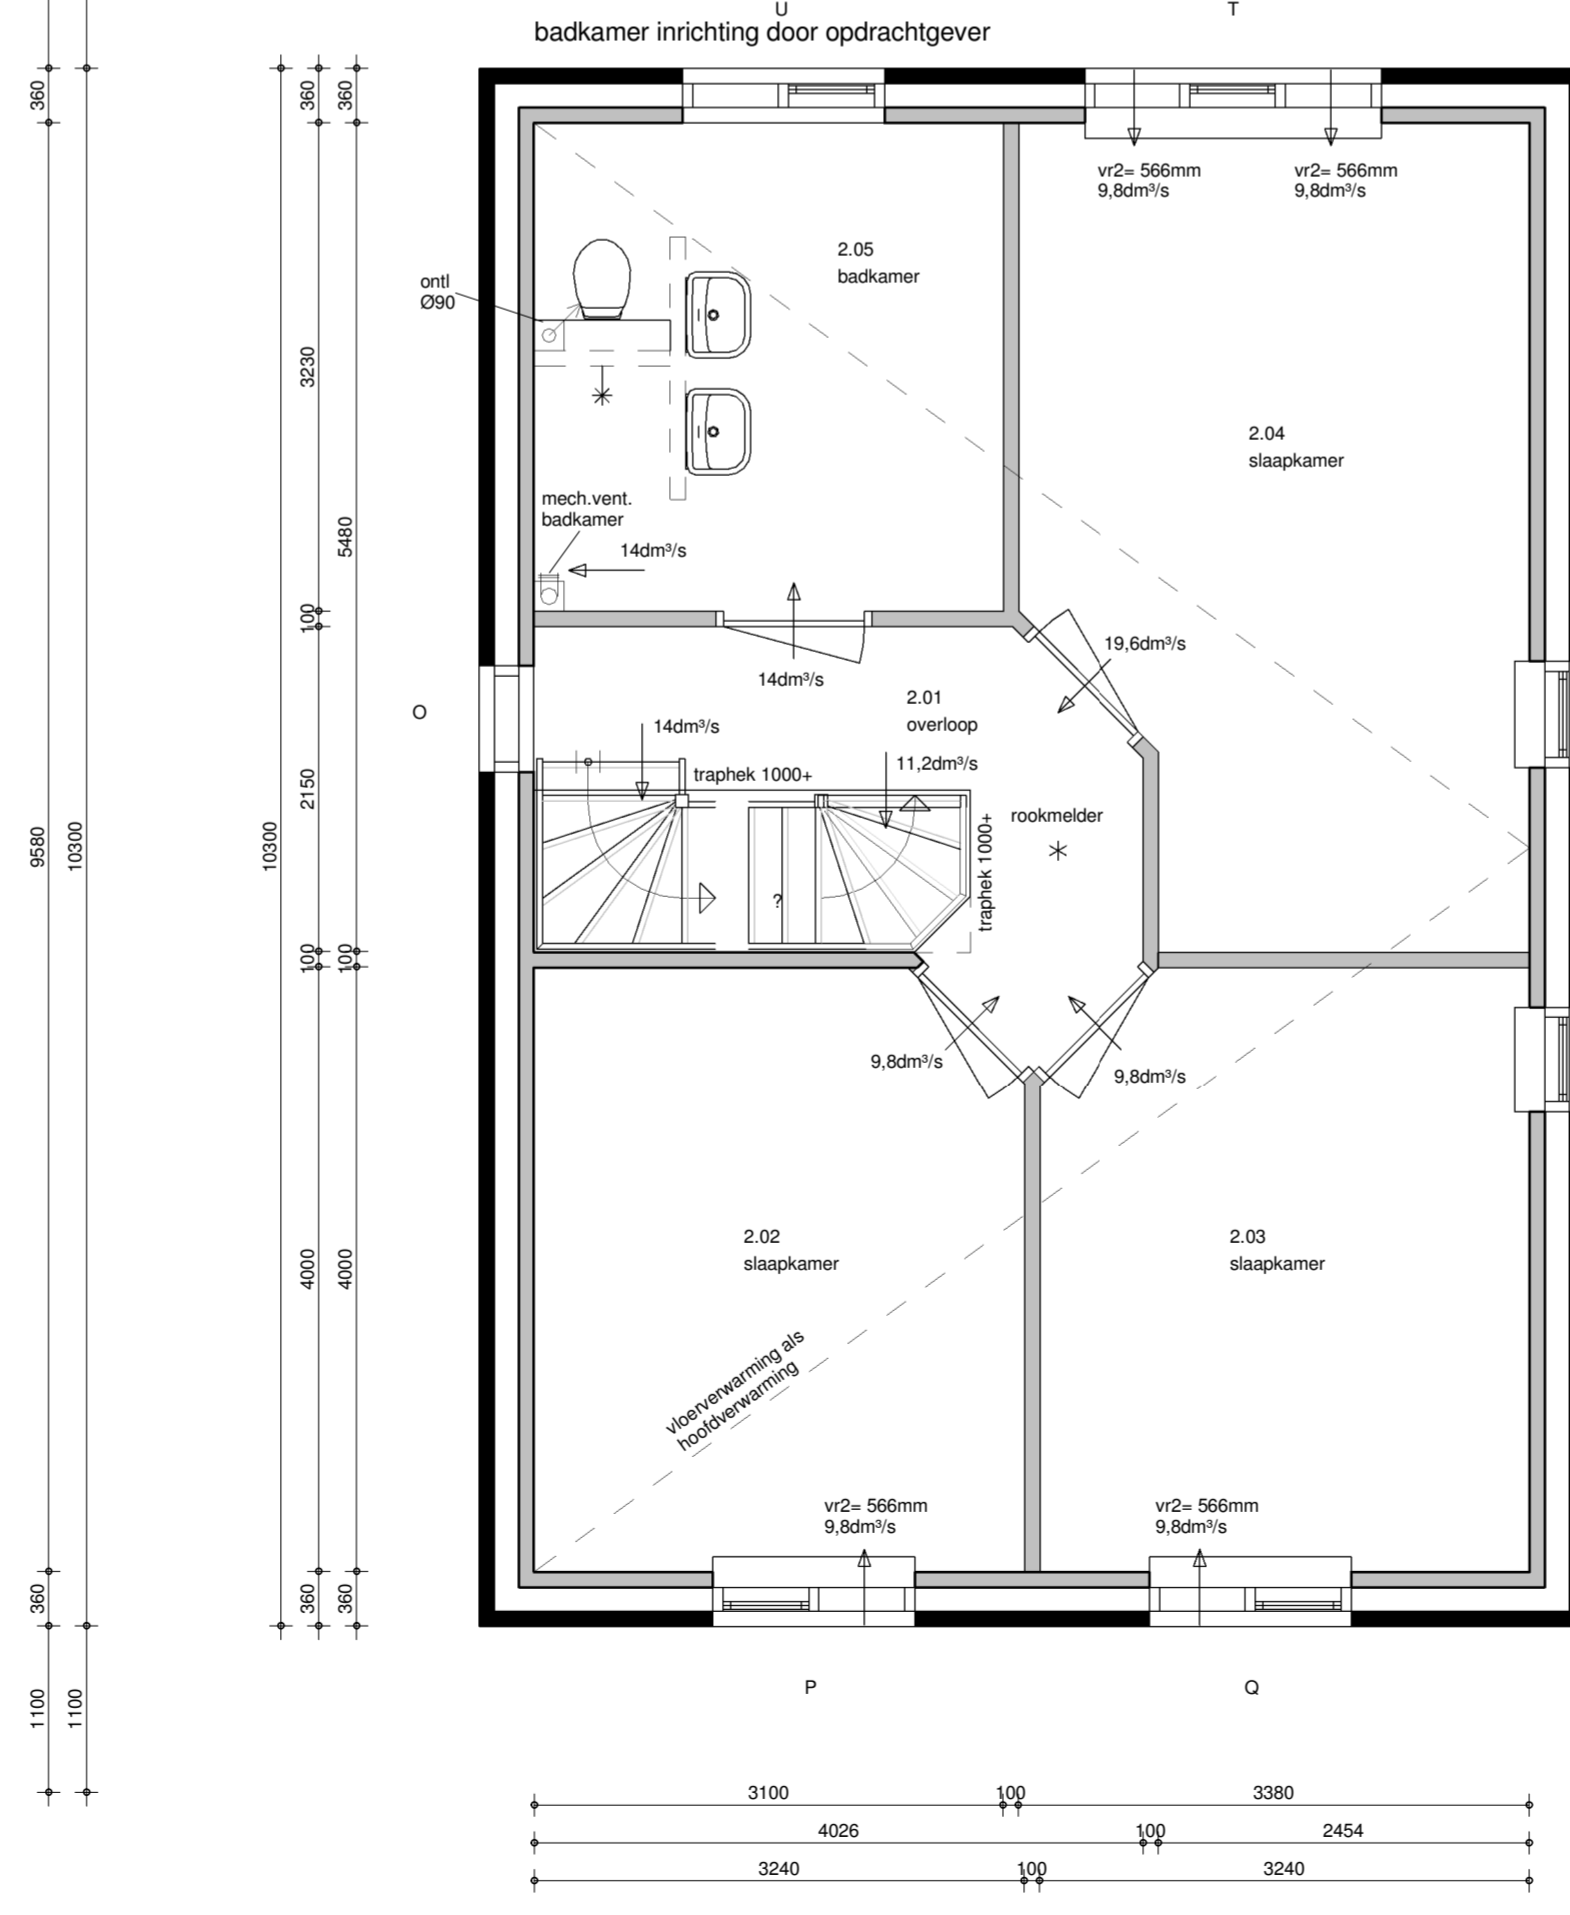 U
T
badkamer inrichting door opdrachtgever
360
360
360
vr2= 566mm
9,8dm³/s
vr2= 566mm
9,8dm³/s
2.05
badkamer
ontl
Ø90
3230
2.04
slaapkamer
mech.vent.
badkamer
14dm³/s
5480
100
19,6dm³/s
14dm³/s
2.01
overloop
O
14dm³/s
11,2dm³/s
traphek 1000+
2150
rookmelder
9580
10300
10300
traphek 1000+
?
100
100
9,8dm³/s
9,8dm³/s
2.02
slaapkamer
2.03
slaapkamer
4000
4000
vloerverwarming als
hoofdverwarming
vr2= 566mm
9,8dm³/s
vr2= 566mm
9,8dm³/s
360
360
360
P
Q
1100
1100
3100
100
3380
4026
100
2454
3240
100
3240